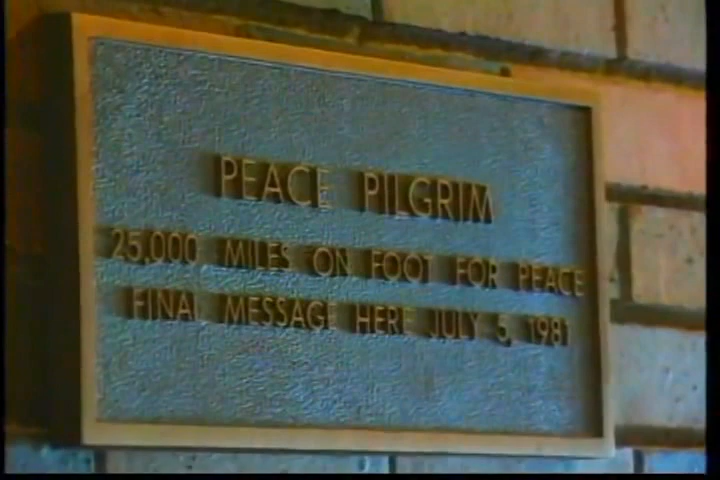 PEACE PILGRIM
25,000 MILES ON FOOT FOR PEACE
FINAL MESSAGE HERE JULY 5, 1981